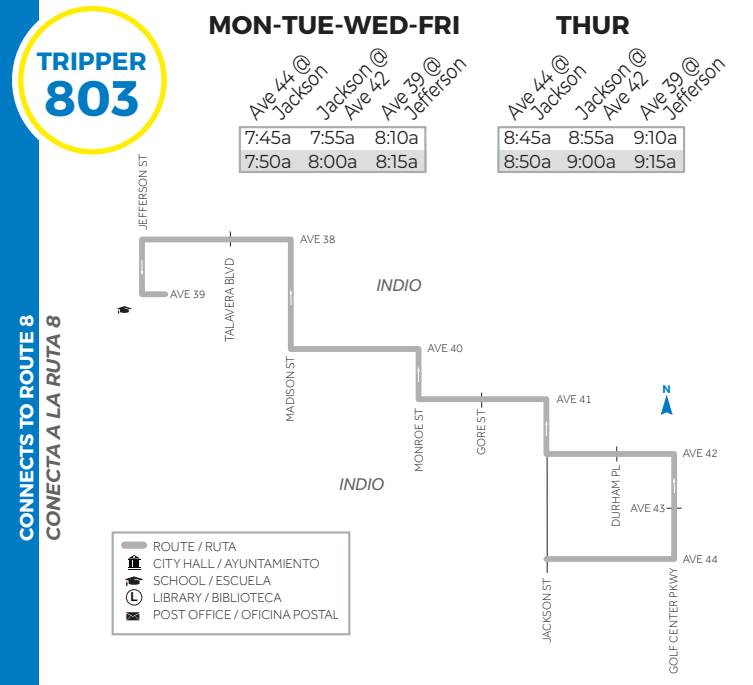 TRIPPER
803
MON-TUE-WED-FRI
Ave 44 @
Jackson
Jackson @
Ave 42
Ave 39 @
Jefferson
7:45a 7:55a 8:10a
7:50a 8:00a 8:15a
THUR
Ave 44 @
Jackson
Jackson @
Ave 42
Ave 39 @
Jefferson
8:45a 8:55a 9:10a
8:50a 9:00a 9:15a
CONNECTS TO ROUTE 8
CONECTA A LA RUTA 8
JEFFERSON ST
AVE 38
TALAVERA BLVD
AVE 39
INDIO
MADISON ST
AVE 40
MONROE ST
GORE ST
AVE 41
N
AVE 42
DURHAM PL
AVE 43
INDIO
AVE 44
JACKSON ST
GOLF CENTER PKWY
ROUTE / RUTA
CITY HALL / AYUNTAMIENTO
SCHOOL / ESCUELA
L LIBRARY / BIBLIOTECA
POST OFFICE / OFICINA POSTAL